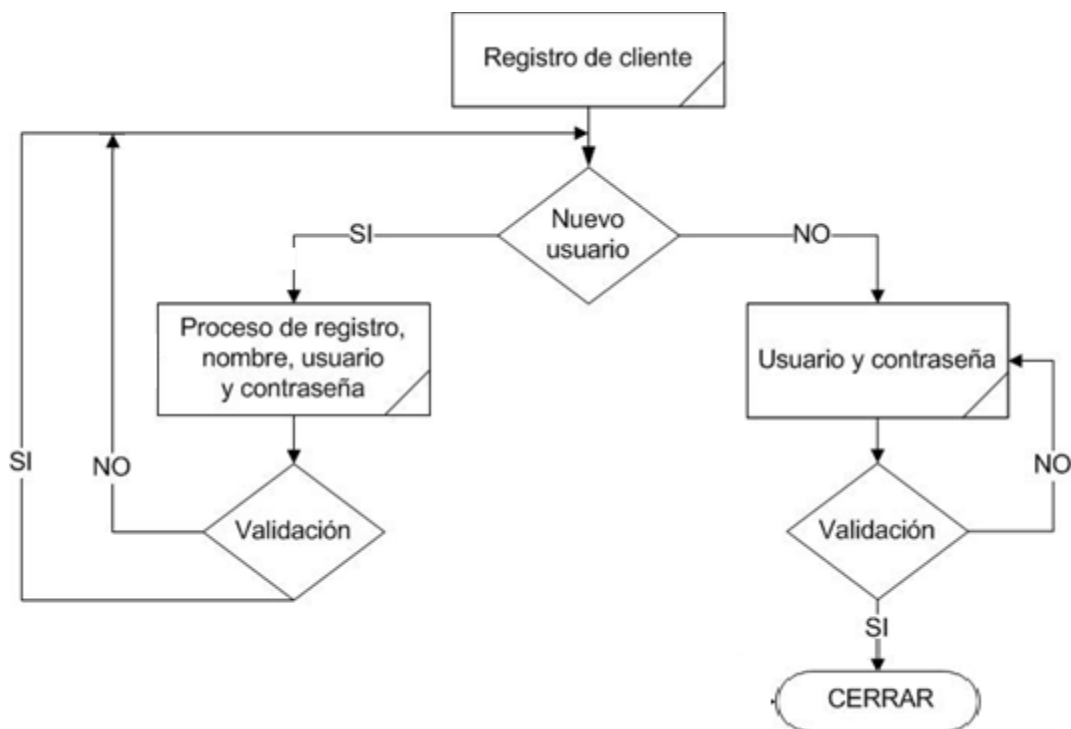 Registro de cliente
Nuevo
usuario
SI
NO
Proceso de registro,
nombre, usuario
y contraseña
Usuario y contraseña
SI
NO
NO
Validación
Validación
SI
CERRAR